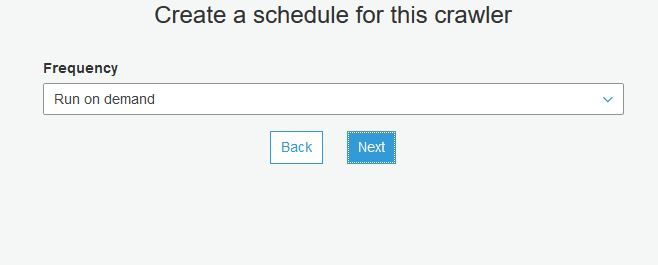 Create a schedule for this crawler
Frequency
Run on demand
Back Next